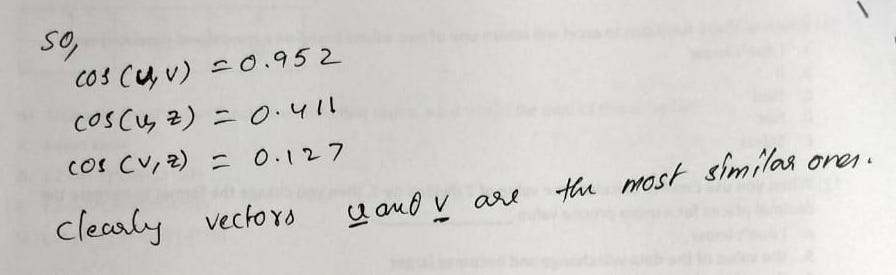 so,
cos (u, v) = 0.952
cos (u, z) = 0.411
cos (v, z) = 0.127
Clearly vectors u and v are the most similar ones.